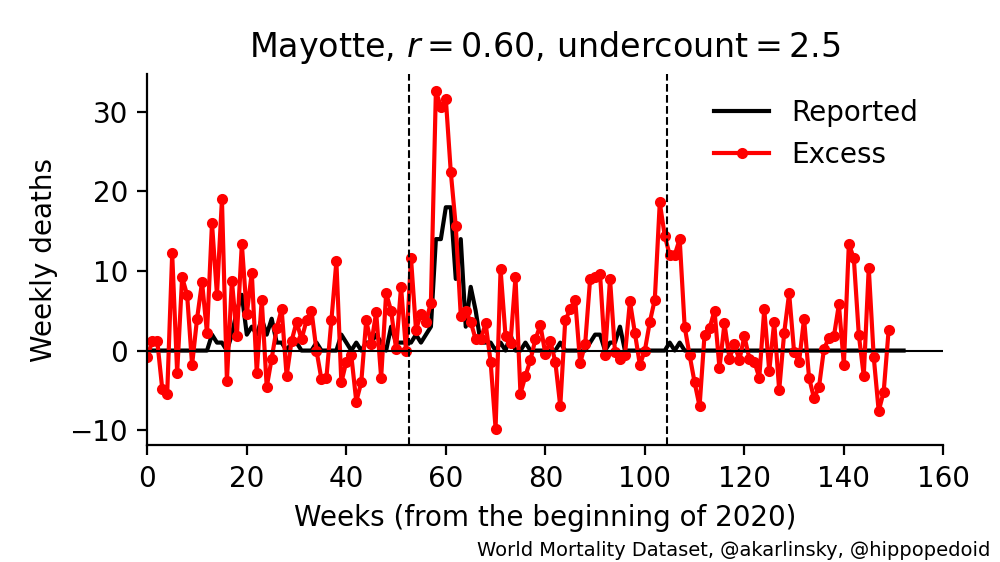 Mayotte, r = 0.60, undercount = 2.5
Weekly deaths
30
20
10
0
−10
Reported
Excess
0 20 40 60 80 100 120 140 160
Weeks (from the beginning of 2020)
World Mortality Dataset, @akarlinsky, @hippopedoid